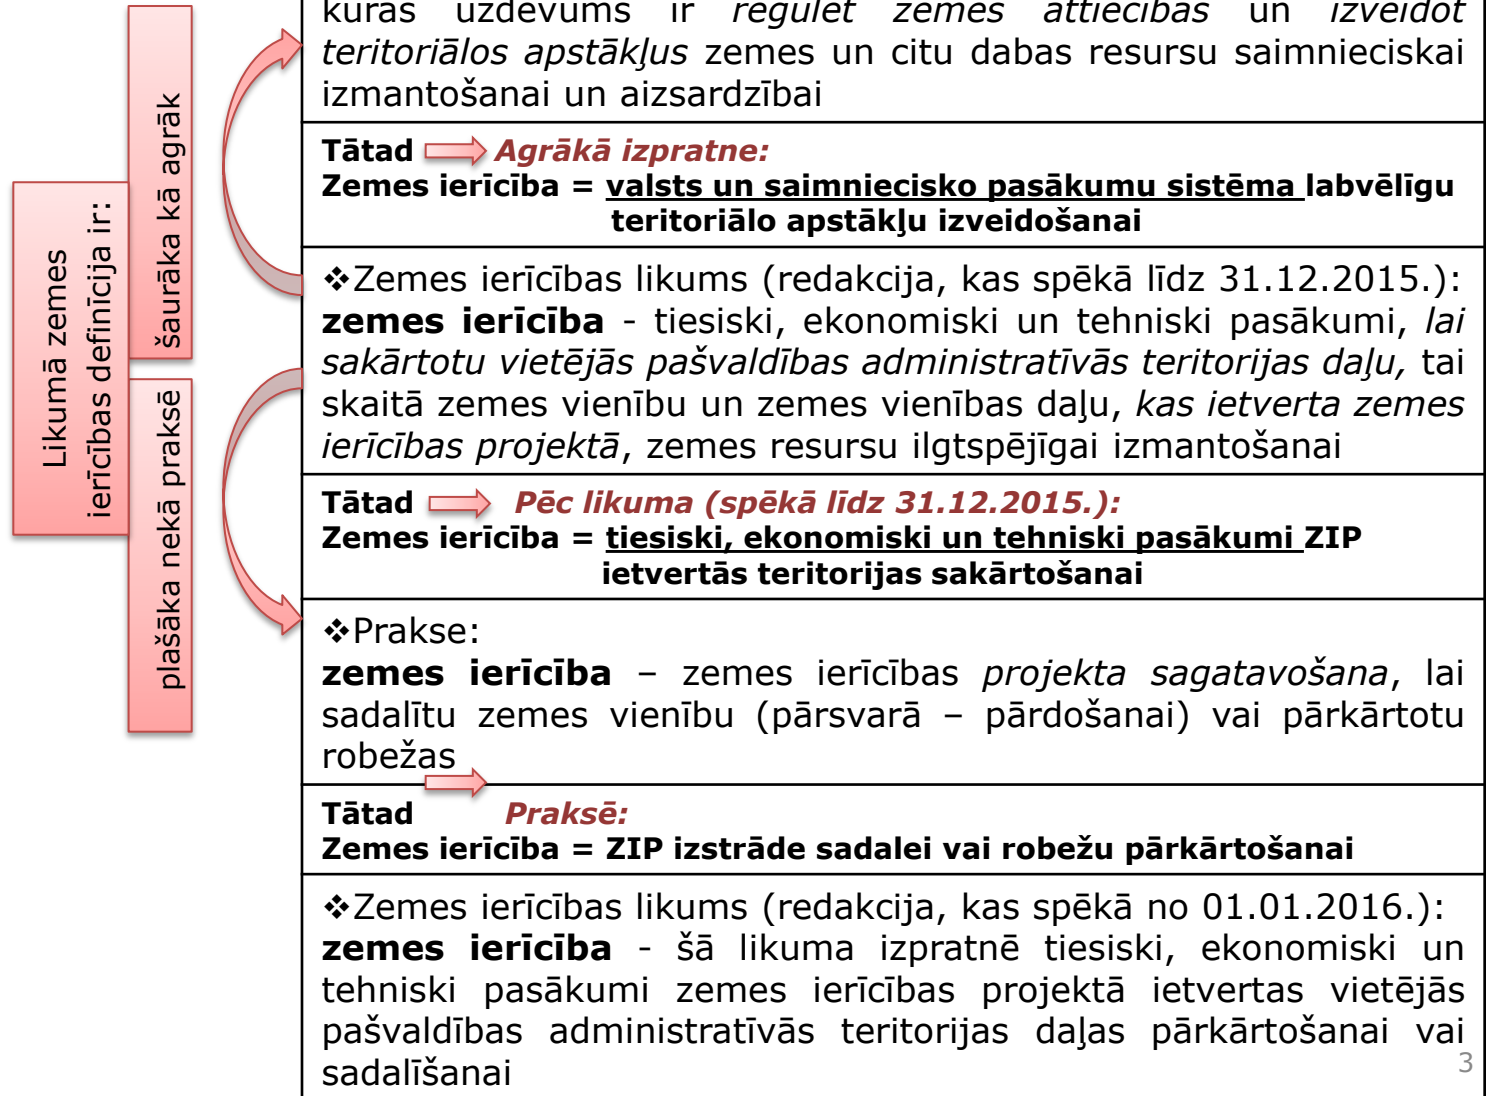 Likumā zemes
ierīcības definīcija ir:
šaurāka kā agrāk
plašāka nekā praksē
kuras uzdevums ir regulēt zemes attiecības un izveidot
teritoriālos apstākļus zemes un citu dabas resursu saimnieciskai
izmantošanai un aizsardzībai
Tātad Agrākā izpratne:
Zemes ierīcība = valsts un saimniecisko pasākumu sistēma labvēlīgu
teritoriālo apstākļu izveidošanai
❖Zemes ierīcības likums (redakcija, kas spēkā līdz 31.12.2015.):
zemes ierīcība - tiesiski, ekonomiski un tehniski pasākumi, lai
sakārtotu vietējās pašvaldības administratīvās teritorijas daļu, tai
skaitā zemes vienību un zemes vienības daļu, kas ietverta zemes
ierīcības projektā, zemes resursu ilgtspējīgai izmantošanai
Tātad Pēc likuma (spēkā līdz 31.12.2015.):
Zemes ierīcība = tiesiski, ekonomiski un tehniski pasākumi ZIP
ietvertās teritorijas sakārtošanai
❖Prakse:
zemes ierīcība – zemes ierīcības projekta sagatavošana, lai
sadalītu zemes vienību (pārsvarā – pārdošanai) vai pārkārtotu
robežas
Tātad Praksē:
Zemes ierīcība = ZIP izstrāde sadalei vai robežu pārkārtošanai
❖Zemes ierīcības likums (redakcija, kas spēkā no 01.01.2016.):
zemes ierīcība - šā likuma izpratnē tiesiski, ekonomiski un
tehniski pasākumi zemes ierīcības projektā ietvertas vietējās
pašvaldības administratīvās teritorijas daļas pārkārtošanai vai
sadalīšanai
3